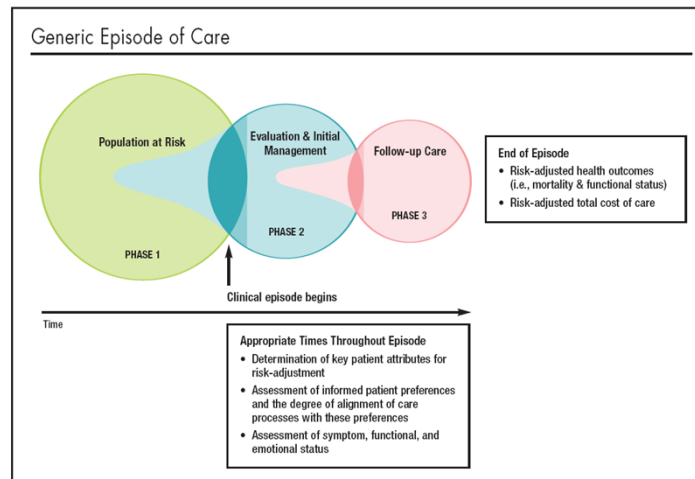 Generic Episode of Care
Population at Risk
PHASE 1
Evaluation & Initial
Management
PHASE 2
Follow-up Care
PHASE 3
End of Episode
• Risk-adjusted health outcomes
(i.e., mortality & functional status)
• Risk-adjusted total cost of care
Clinical episode begins
Time
Appropriate Times Throughout Episode
• Determination of key patient attributes for
risk-adjustment
• Assessment of informed patient preferences
and the degree of alignment of care
processes with these preferences
• Assessment of symptom, functional, and
emotional status